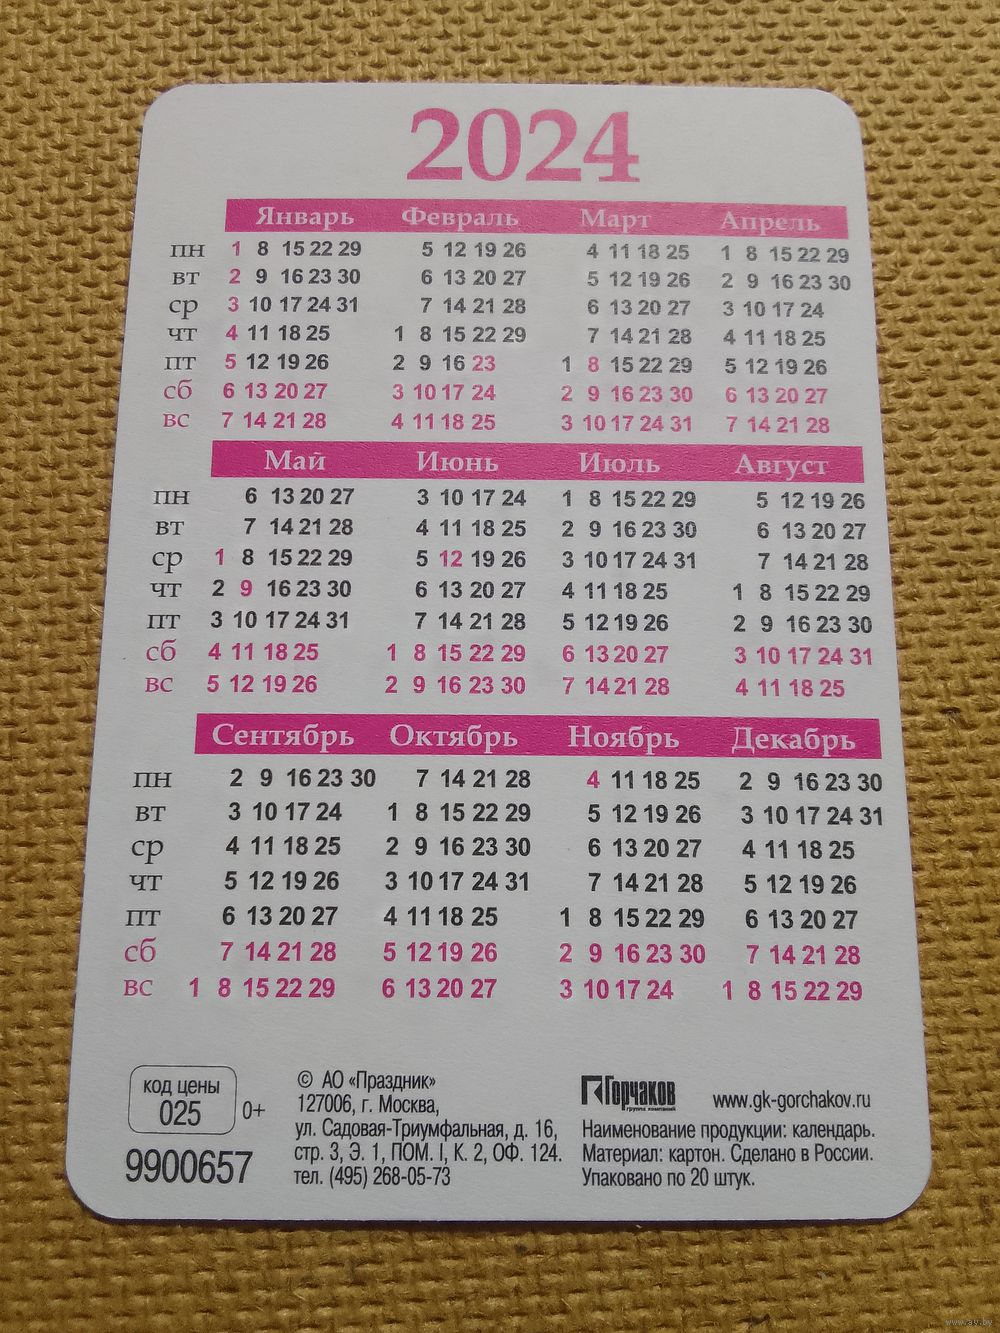 2024
Январь Февраль Март Апрель
пн 1 8 15 22 29 5 12 19 26 4 11 18 25 1 8 15 22 29
вт 2 9 16 23 30 6 13 20 27 5 12 19 26 2 9 16 23 30
ср 3 10 17 24 31 7 14 21 28 6 13 20 27 3 10 17 24
чт 4 11 18 25 1 8 15 22 29 7 14 21 28 4 11 18 25
пт 5 12 19 26 2 9 16 23 1 8 15 22 29 5 12 19 26
сб 6 13 20 27 3 10 17 24 2 9 16 23 30 6 13 20 27
вс 7 14 21 28 4 11 18 25 3 10 17 24 31 7 14 21 28
Май Июнь Июль Август
пн 6 13 20 27 3 10 17 24 1 8 15 22 29 5 12 19 26
вт 7 14 21 28 4 11 18 25 2 9 16 23 30 6 13 20 27
ср 1 8 15 22 29 5 12 19 26 3 10 17 24 31 7 14 21 28
чт 2 9 16 23 30 6 13 20 27 4 11 18 25 1 8 15 22 29
пт 3 10 17 24 31 7 14 21 28 5 12 19 26 2 9 16 23 30
сб 4 11 18 25 1 8 15 22 29 6 13 20 27 3 10 17 24 31
вс 5 12 19 26 2 9 16 23 30 7 14 21 28 4 11 18 25
Сентябрь Октябрь Ноябрь Декабрь
пн 2 9 16 23 30 7 14 21 28 4 11 18 25 2 9 16 23 30
вт 3 10 17 24 1 8 15 22 29 5 12 19 26 3 10 17 24 31
ср 4 11 18 25 2 9 16 23 30 6 13 20 27 4 11 18 25
чт 5 12 19 26 3 10 17 24 31 7 14 21 28 5 12 19 26
пт 6 13 20 27 4 11 18 25 1 8 15 22 29 6 13 20 27
сб 7 14 21 28 5 12 19 26 2 9 16 23 30 7 14 21 28
вс 1 8 15 22 29 6 13 20 27 3 10 17 24 1 8 15 22 29
код цены
025
0+
9900657
© АО «Праздник»
127006, г. Москва,
ул. Садовая-Триумфальная, д. 16,
стр. 3, Э. 1, ПОМ. I, К. 2, ОФ. 124.
тел. (495) 268-05-73
Горчаков
группа компаний
www.gk-gorchakov.ru
Наименование продукции: календарь.
Материал: картон. Сделано в России.
Упаковано по 20 штук.
www.ay.by